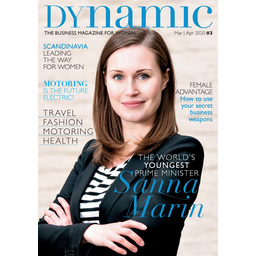 DYNAMIC
THE BUSINESS MAGAZINE FOR WOMEN
Mar | Apr 2020 #3
SCANDINAVIA
LEADING
THE WAY
FOR WOMEN
MOTORING
IS THE FUTURE
ELECTRIC?
TRAVEL
FASHION
MOTORING
HEALTH
FEMALE
ADVANTAGE
How to use
your secret
business
weapons
THE WORLD'S
YOUNGEST
PRIME MINISTER
Sanna
Marin